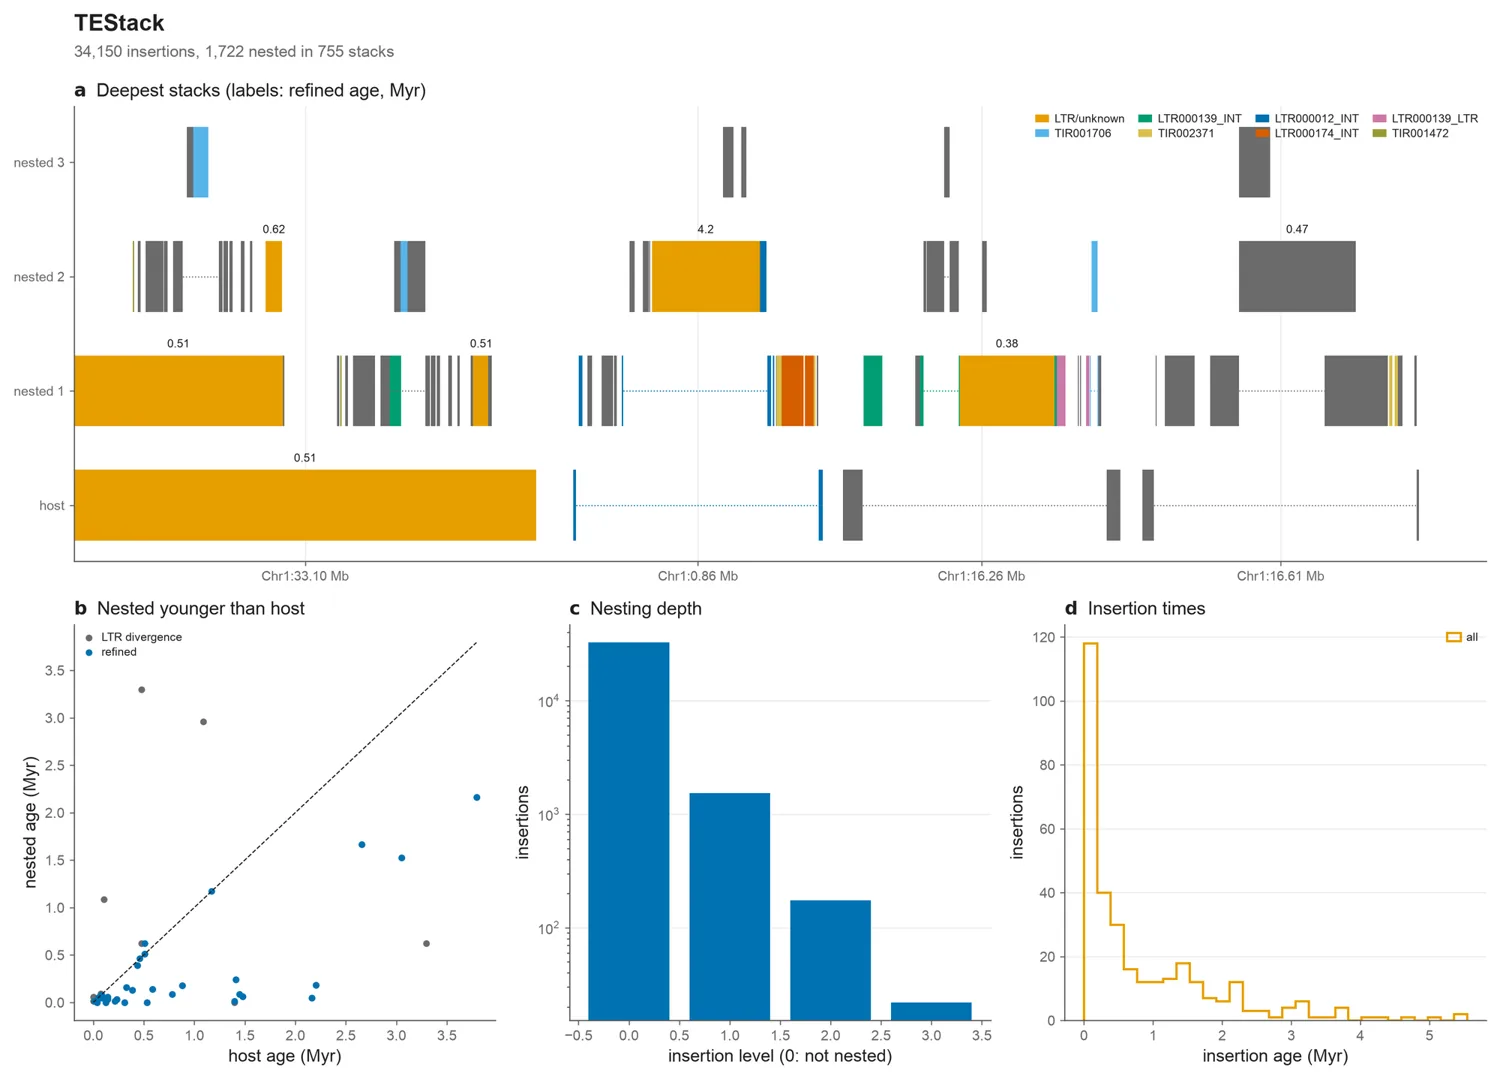 TEStack
34,150 insertions, 1,722 nested in 755 stacks
a Deepest stacks (labels: refined age, Myr)
LTR/unknown LTR000139_INT LTR000012_INT LTR000139_LTR
TIR001706 TIR002371 LTR000174_INT TIR001472
nested 3
0.62 4.2 0.47
nested 2
0.51 0.51 0.38
nested 1
0.51
host
Chr1:33.10 Mb Chr1:0.86 Mb Chr1:16.26 Mb Chr1:16.61 Mb
b Nested younger than host
LTR divergence
refined
nested age (Myr)
3.5
3.0
2.5
2.0
1.5
1.0
0.5
0.0
0.0 0.5 1.0 1.5 2.0 2.5 3.0 3.5
host age (Myr)
c Nesting depth
insertions
10^4
10^3
10^2
−0.5 0.0 0.5 1.0 1.5 2.0 2.5 3.0 3.5
insertion level (0: not nested)
d Insertion times
all
insertions
120
100
80
60
40
20
0
0 1 2 3 4 5
insertion age (Myr)